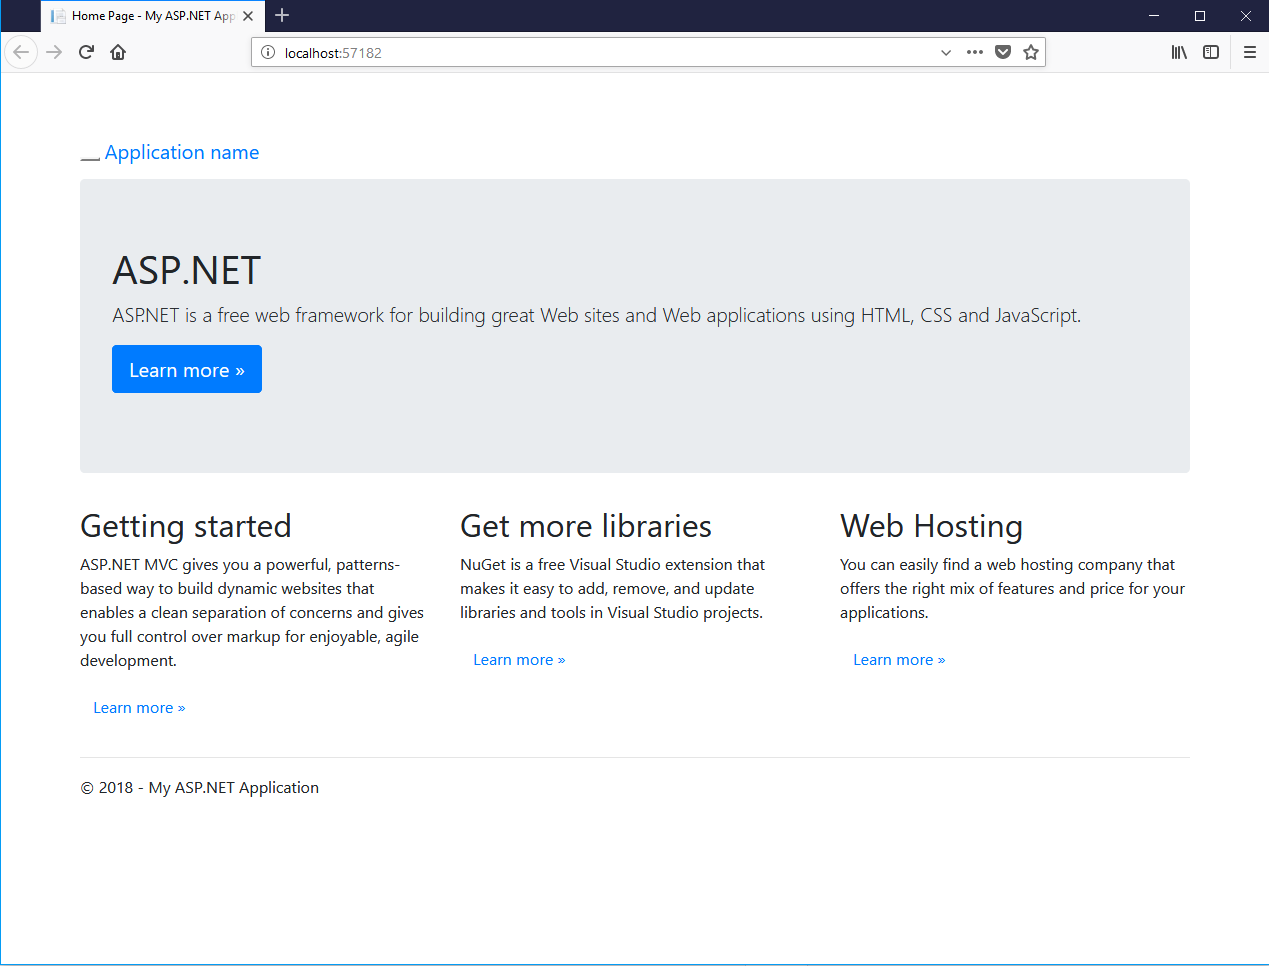 Home Page - My ASP.NET App
localhost:57182
Application name
ASP.NET
ASP.NET is a free web framework for building great Web sites and Web applications using HTML, CSS and JavaScript.
Learn more »
Getting started
ASP.NET MVC gives you a powerful, patterns-
based way to build dynamic websites that
enables a clean separation of concerns and gives
you full control over markup for enjoyable, agile
development.
Learn more »
Get more libraries
NuGet is a free Visual Studio extension that
makes it easy to add, remove, and update
libraries and tools in Visual Studio projects.
Learn more »
Web Hosting
You can easily find a web hosting company that
offers the right mix of features and price for your
applications.
Learn more »
© 2018 - My ASP.NET Application